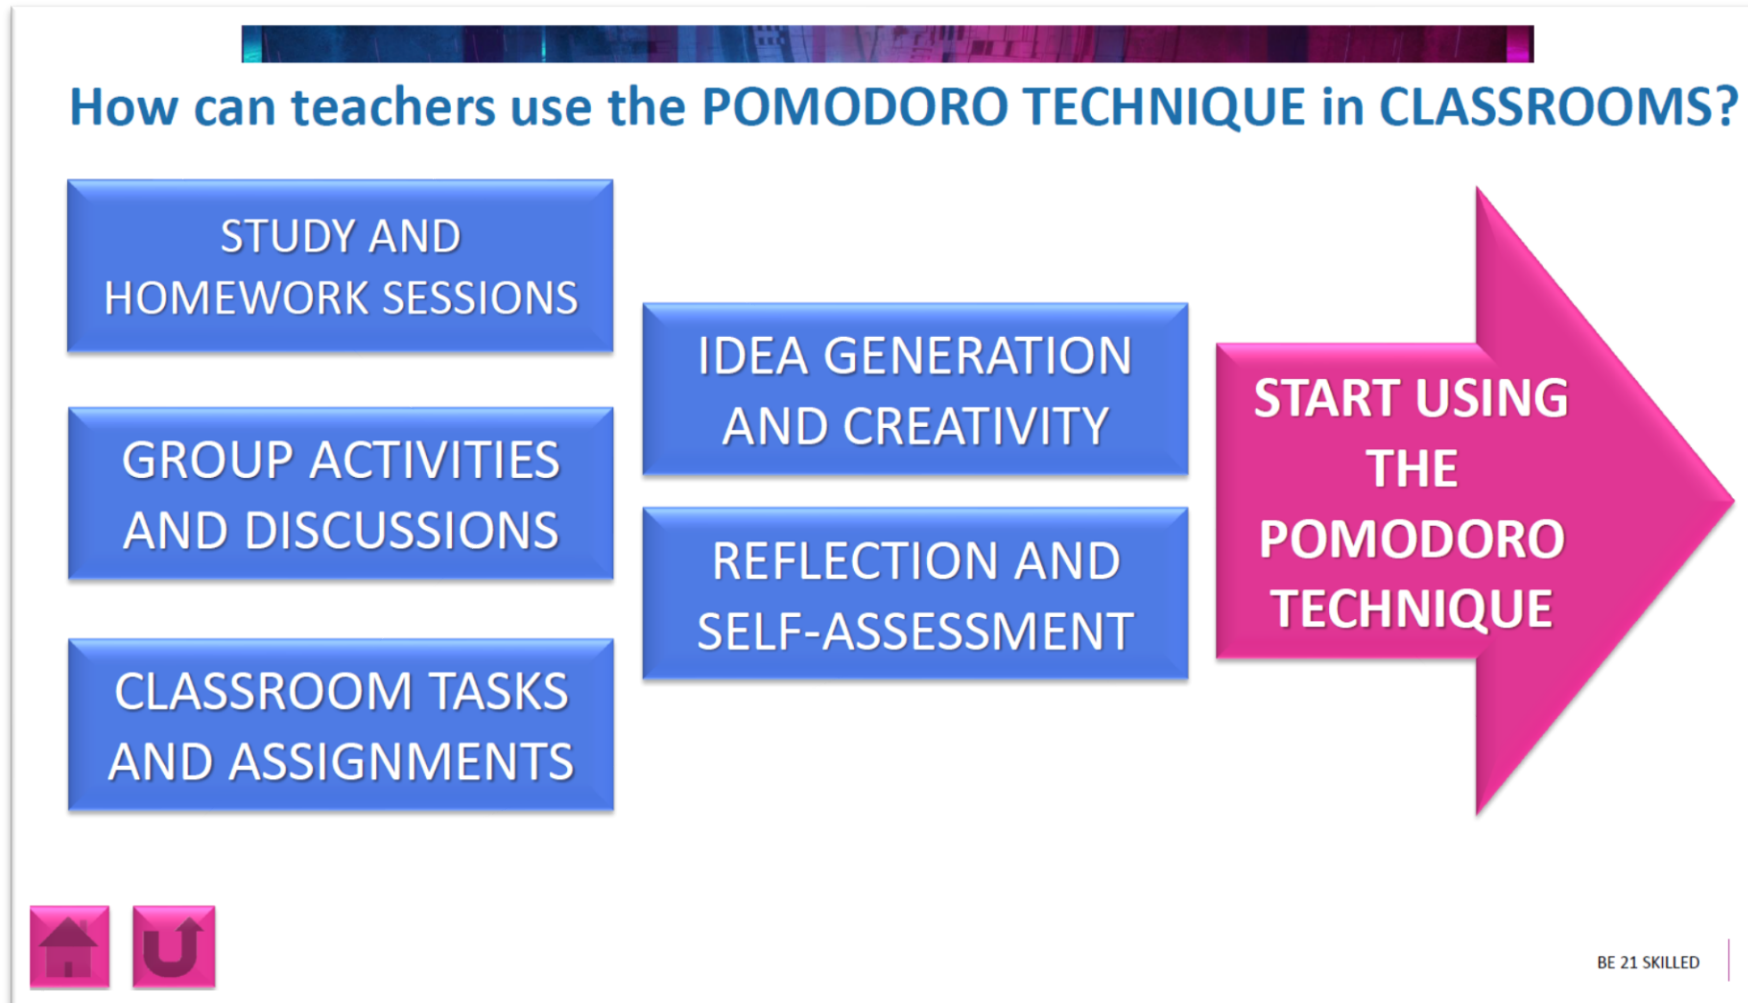 How can teachers use the POMODORO TECHNIQUE in CLASSROOMS?
STUDY AND
HOMEWORK SESSIONS
GROUP ACTIVITIES
AND DISCUSSIONS
CLASSROOM TASKS
AND ASSIGNMENTS
IDEA GENERATION
AND CREATIVITY
REFLECTION AND
SELF-ASSESSMENT
START USING
THE
POMODORO
TECHNIQUE
BE 21 SKILLED